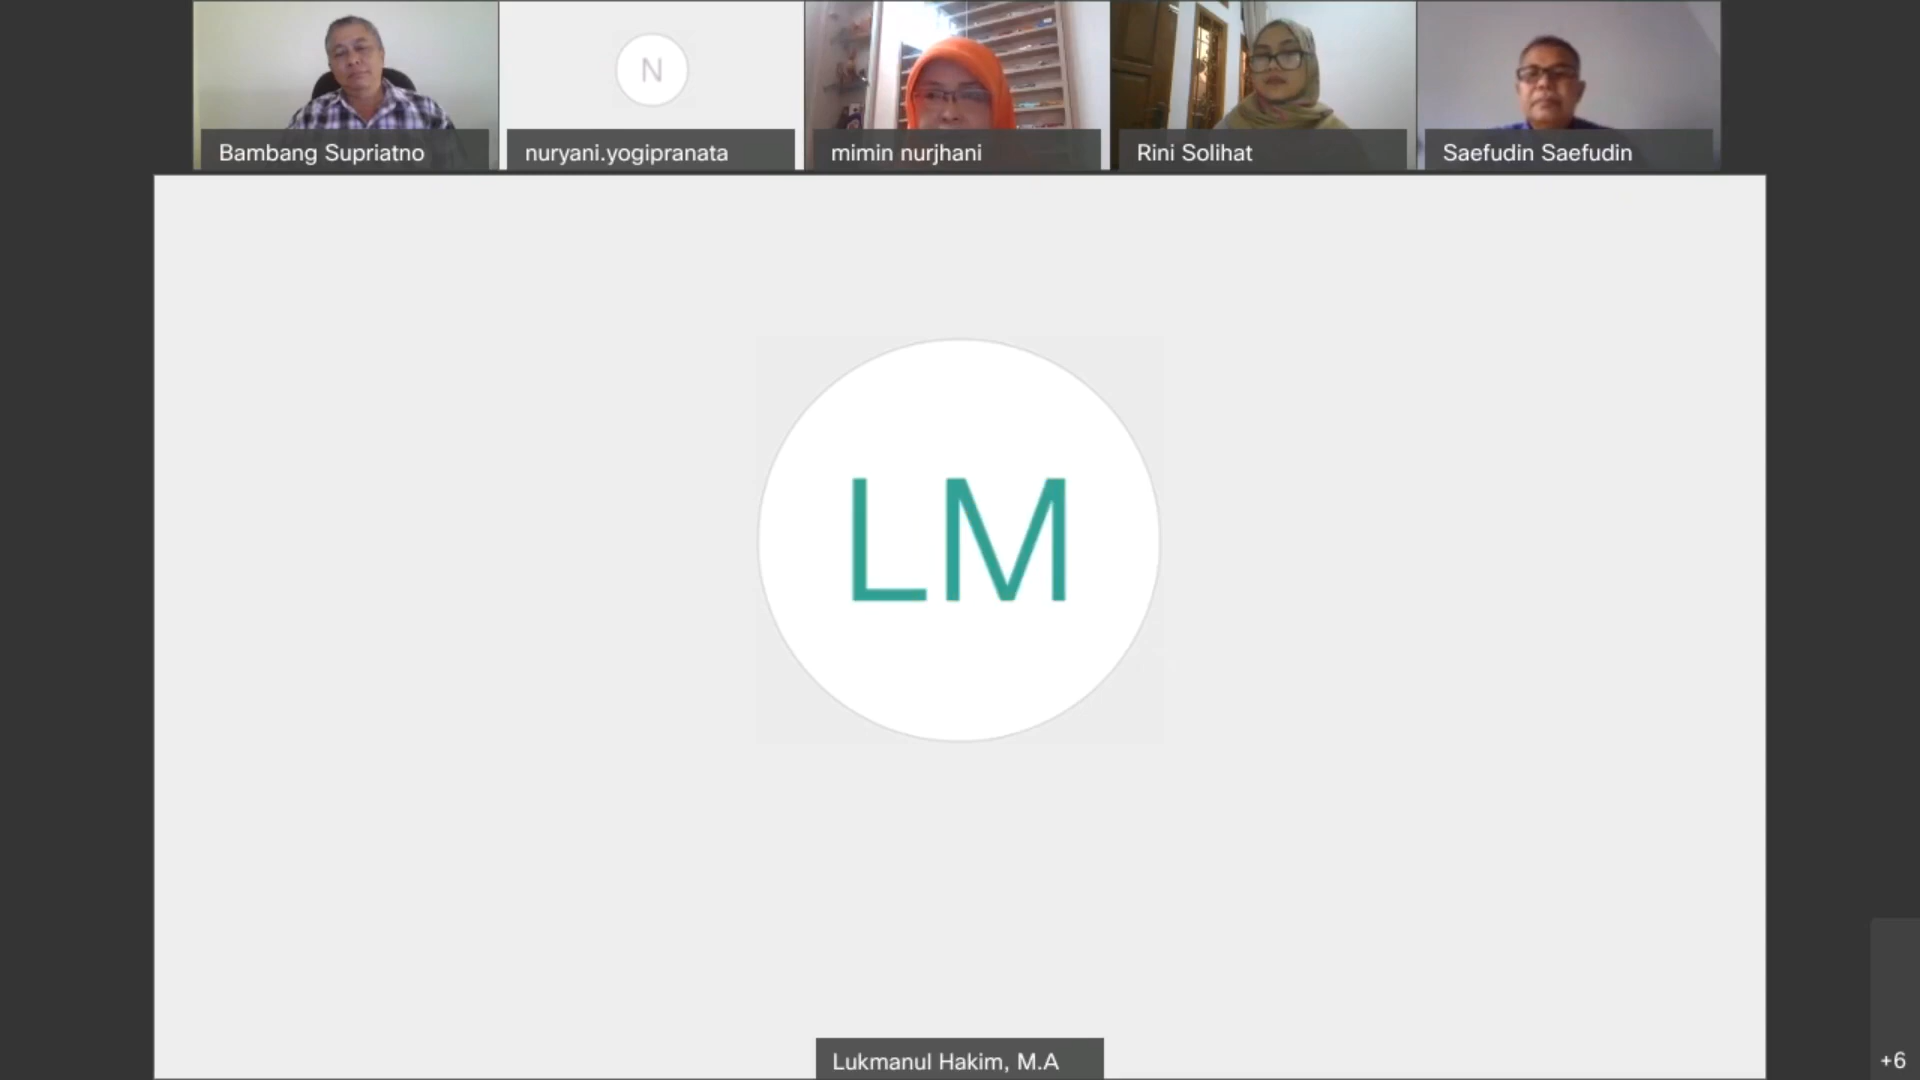 N
Bambang Supriatno
nuryani.yogipranata
mimin nurjhani
Rini Solihat
Saefudin Saefudin
LM
Lukmanul Hakim, M.A
+6